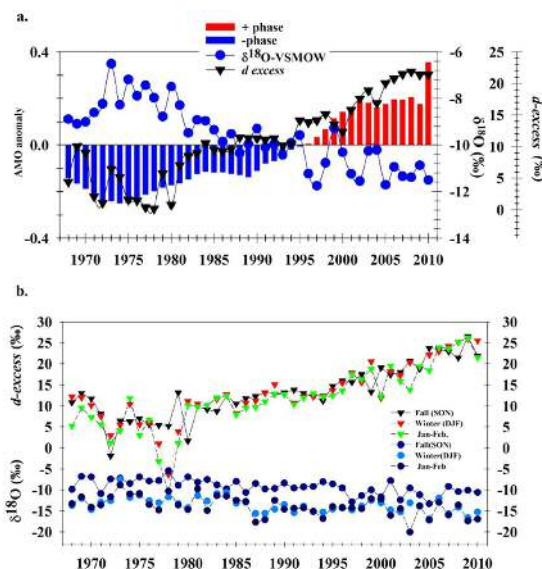 a.
+ phase
-phase
δ18O-VSMOW
d excess
0.4
0.0
-0.4
AMO anomaly
-6
-8
-10
-12
-14
δ18O (‰)
25
20
15
10
5
0
d-excess (‰)
1970 1975 1980 1985 1990 1995 2000 2005 2010
b.
30
25
20
15
10
5
0
-5
-10
-15
-20
d-excess (‰)
δ18O (‰)
30
25
20
15
10
5
0
-5
-10
-15
-20
Fall (SON)
Winter (DJF)
Jan-Feb,
Fall(SON)
Winter(DJF)
Jan-Feb
1970 1975 1980 1985 1990 1995 2000 2005 2010